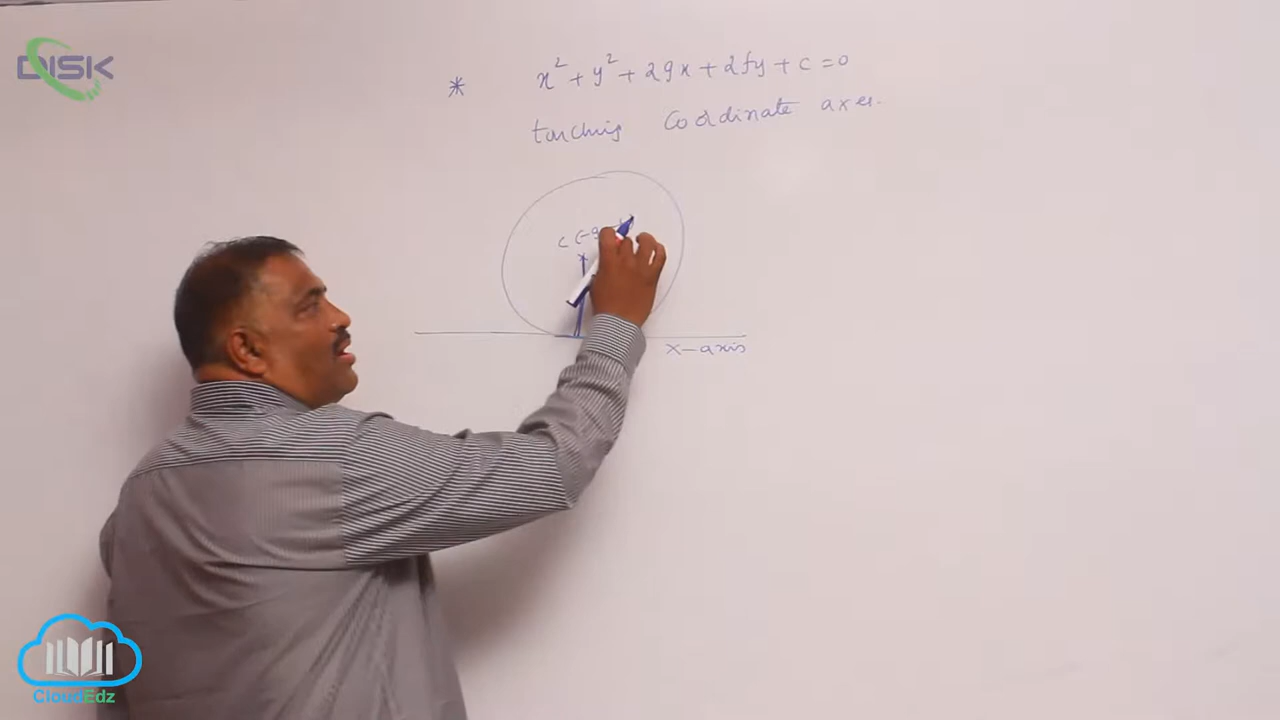 DISK
* x² + y² + 2gx + 2fy + c = 0
touching coordinate axes.
C (-g
x-axis
CloudEdz